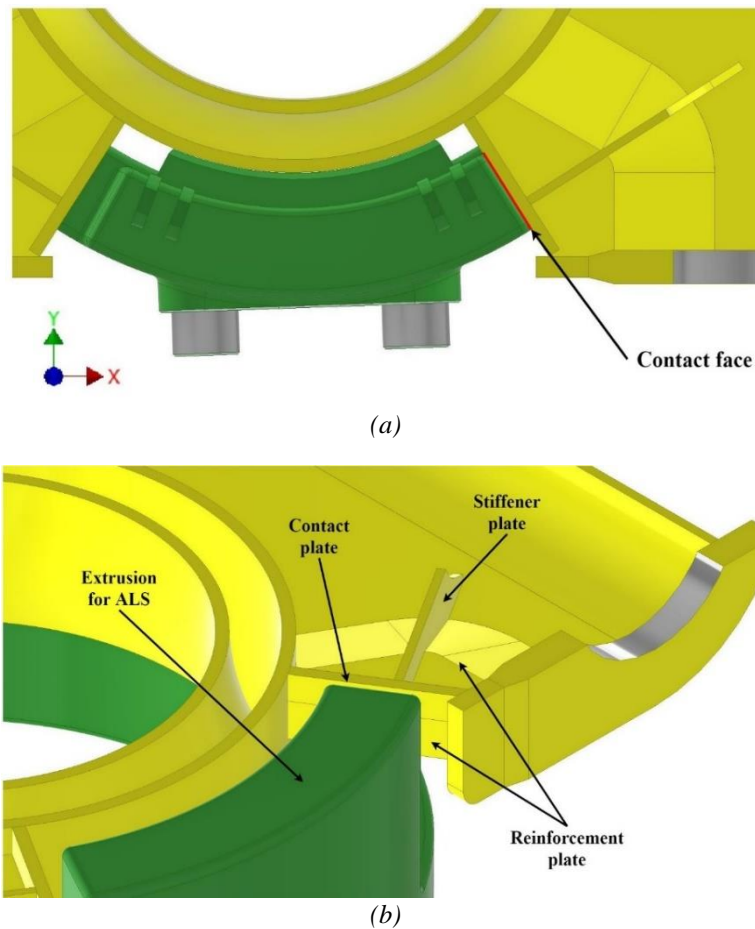 Y
X
Contact face
(a)
Stiffener
plate
Contact
plate
Extrusion
for ALS
Reinforcement
plate
(b)